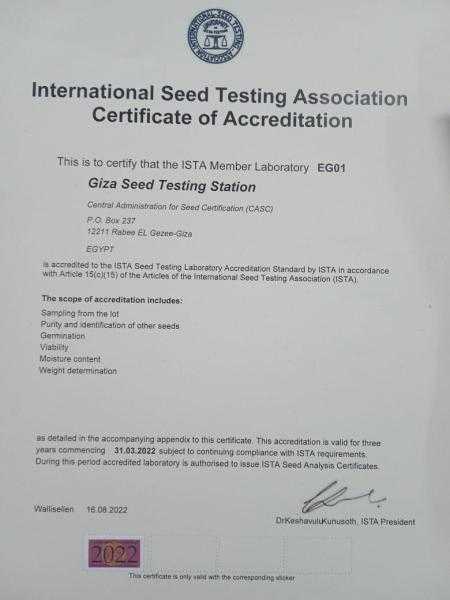 International Seed Testing Association
Certificate of Accreditation
This is to certify that the ISTA Member Laboratory EG01
Giza Seed Testing Station
Central Administration for Seed Certification (CASC)
P.O. Box 237
12211 Rabee EL Gezee-Giza
EGYPT
is accredited to the ISTA Seed Testing Laboratory Accreditation Standard by ISTA in accordance
with Article 15(c)(15) of the Articles of the International Seed Testing Association (ISTA).
The scope of accreditation includes:
Sampling from the lot
Purity and identification of other seeds
Germination
Viability
Moisture content
Weight determination
as detailed in the accompanying appendix to this certificate. This accreditation is valid for three
years commencing 31.03.2022 subject to continuing compliance with ISTA requirements.
During this period accredited laboratory is authorised to issue ISTA Seed Analysis Certificates.
Wallisellen 16.08.2022
DrKeshavuluKunusoth, ISTA President
2022
This certificate is only valid with the corresponding sticker